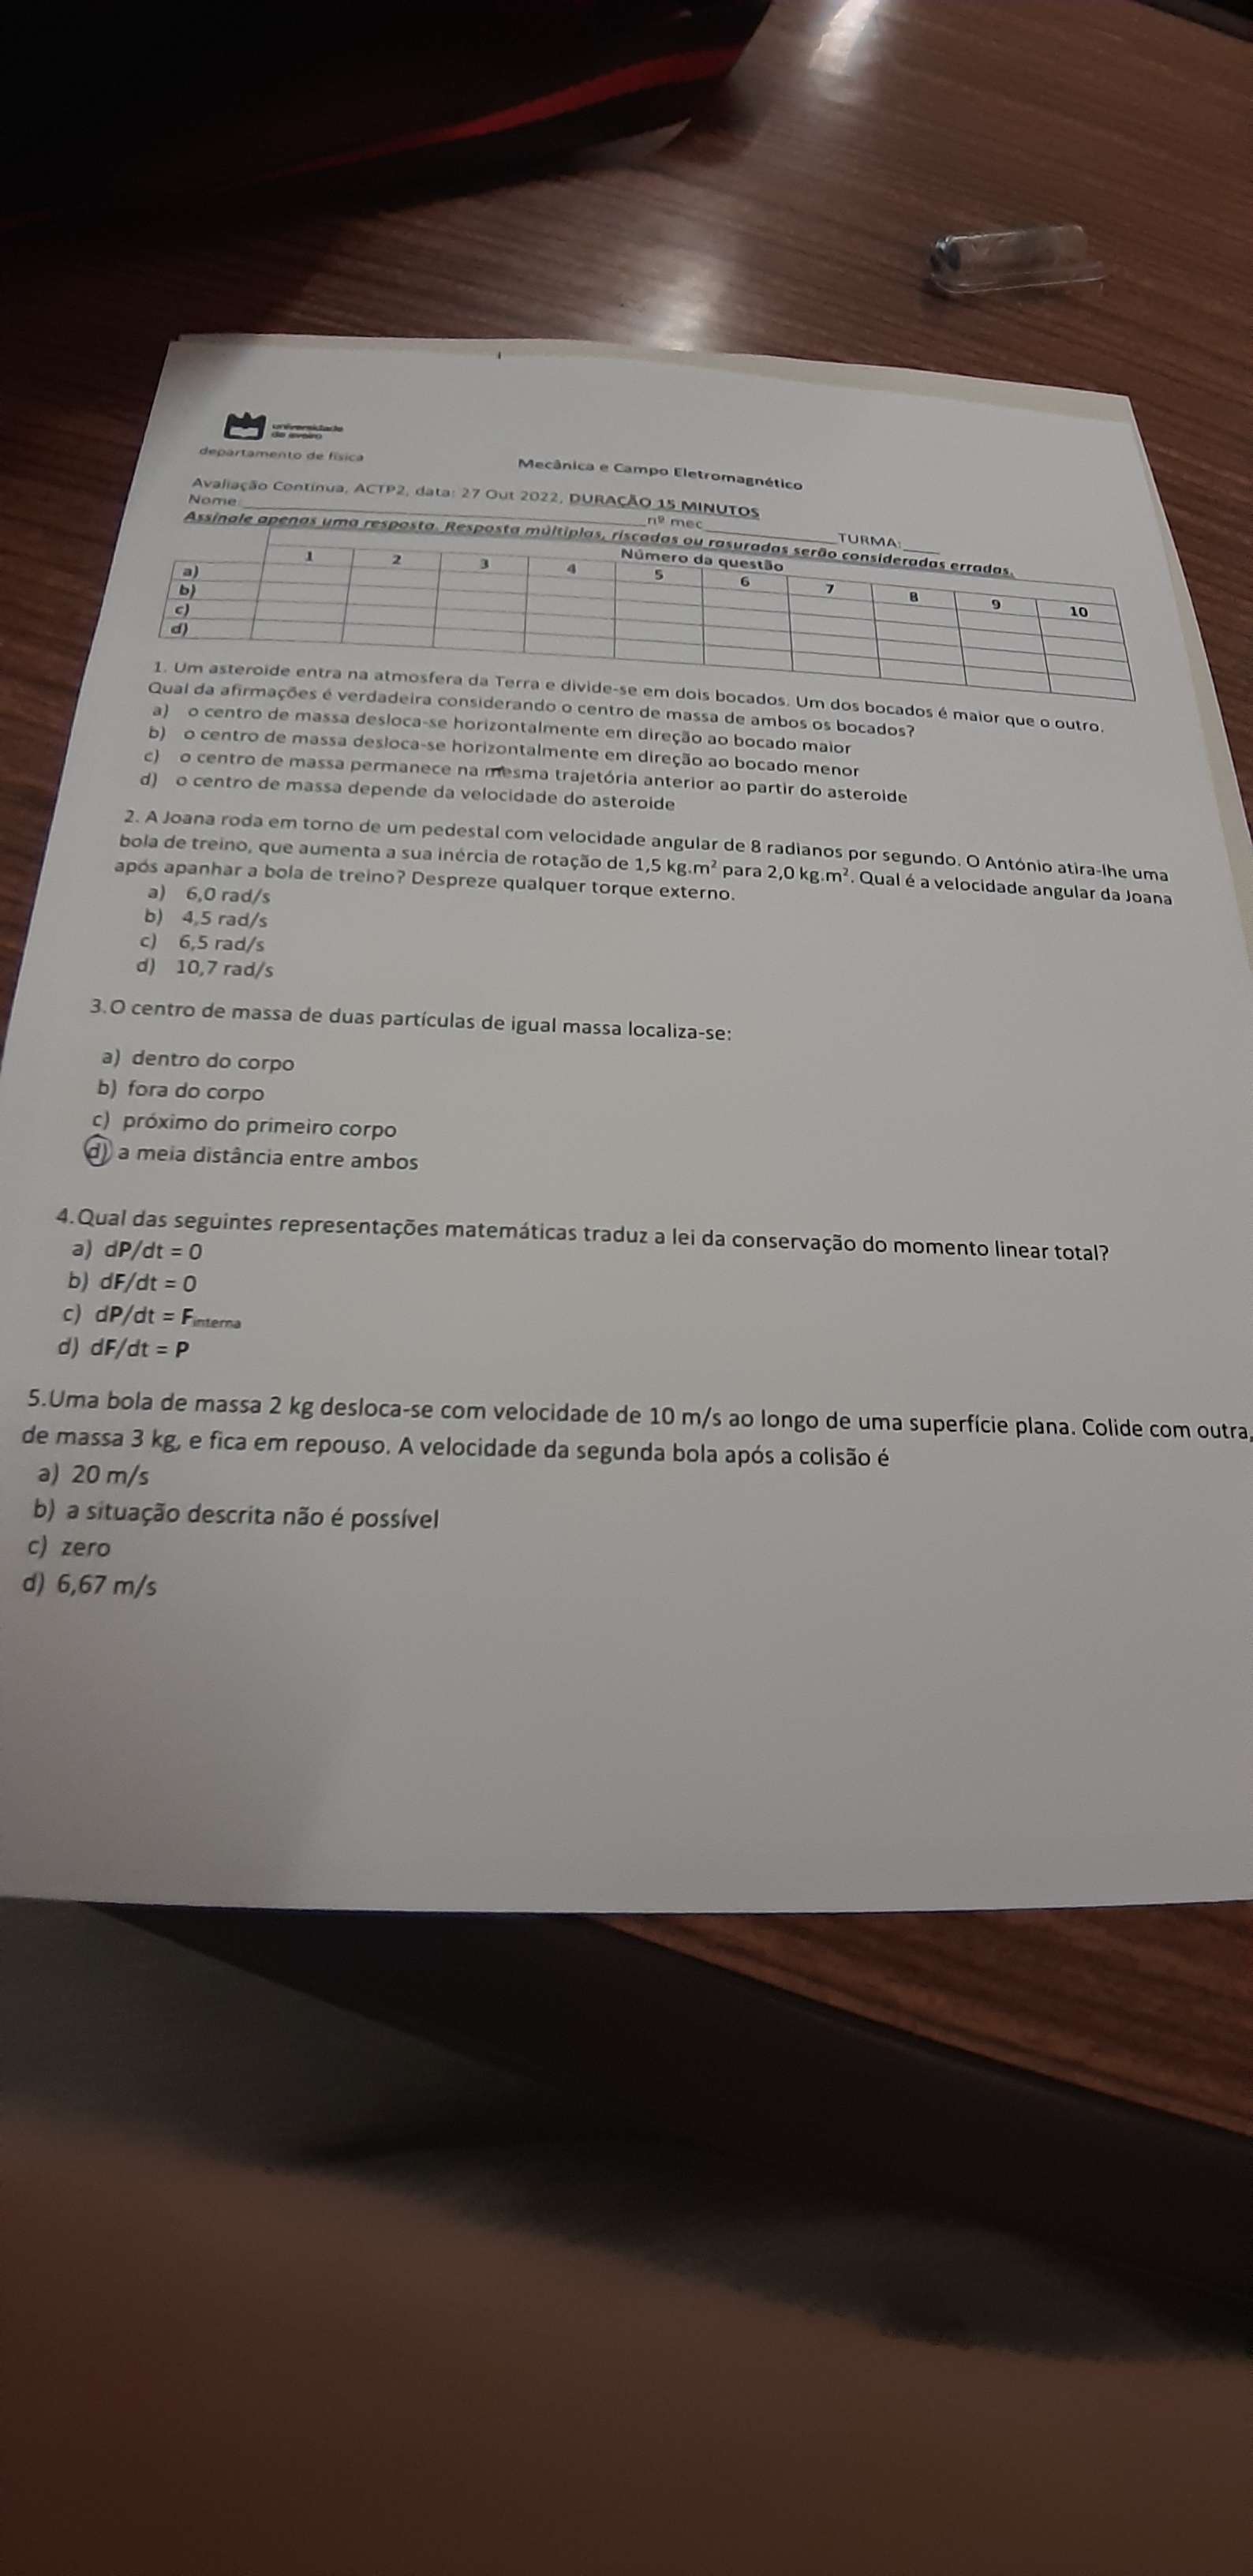 universidade
de aveiro
departamento de física
Mecânica e Campo Eletromagnético
Avaliação Contínua, ACTP2, data: 27 Out 2022, DURAÇÃO 15 MINUTOS
Nome nº mec TURMA:
Assinale apenas uma resposta. Resposta múltiplas, riscadas ou rasuradas serão consideradas erradas.
Número da questão
1 2 3 4 5 6 7 8 9 10
a)
b)
c)
d)
1. Um asteroide entra na atmosfera da Terra e divide-se em dois bocados. Um dos bocados é maior que o outro.
Qual da afirmações é verdadeira considerando o centro de massa de ambos os bocados?
a) o centro de massa desloca-se horizontalmente em direção ao bocado maior
b) o centro de massa desloca-se horizontalmente em direção ao bocado menor
c) o centro de massa permanece na mesma trajetória anterior ao partir do asteroide
d) o centro de massa depende da velocidade do asteroide
2. A Joana roda em torno de um pedestal com velocidade angular de 8 radianos por segundo. O António atira-lhe uma
bola de treino, que aumenta a sua inércia de rotação de 1,5 kg.m² para 2,0 kg.m². Qual é a velocidade angular da Joana
após apanhar a bola de treino? Despreze qualquer torque externo.
a) 6,0 rad/s
b) 4,5 rad/s
c) 6,5 rad/s
d) 10,7 rad/s
3.O centro de massa de duas partículas de igual massa localiza-se:
a) dentro do corpo
b) fora do corpo
c) próximo do primeiro corpo
d) a meia distância entre ambos
4.Qual das seguintes representações matemáticas traduz a lei da conservação do momento linear total?
a) dP/dt = 0
b) dF/dt = 0
c) dP/dt = Finterna
d) dF/dt = P
5.Uma bola de massa 2 kg desloca-se com velocidade de 10 m/s ao longo de uma superfície plana. Colide com outra,
de massa 3 kg, e fica em repouso. A velocidade da segunda bola após a colisão é
a) 20 m/s
b) a situação descrita não é possível
c) zero
d) 6,67 m/s